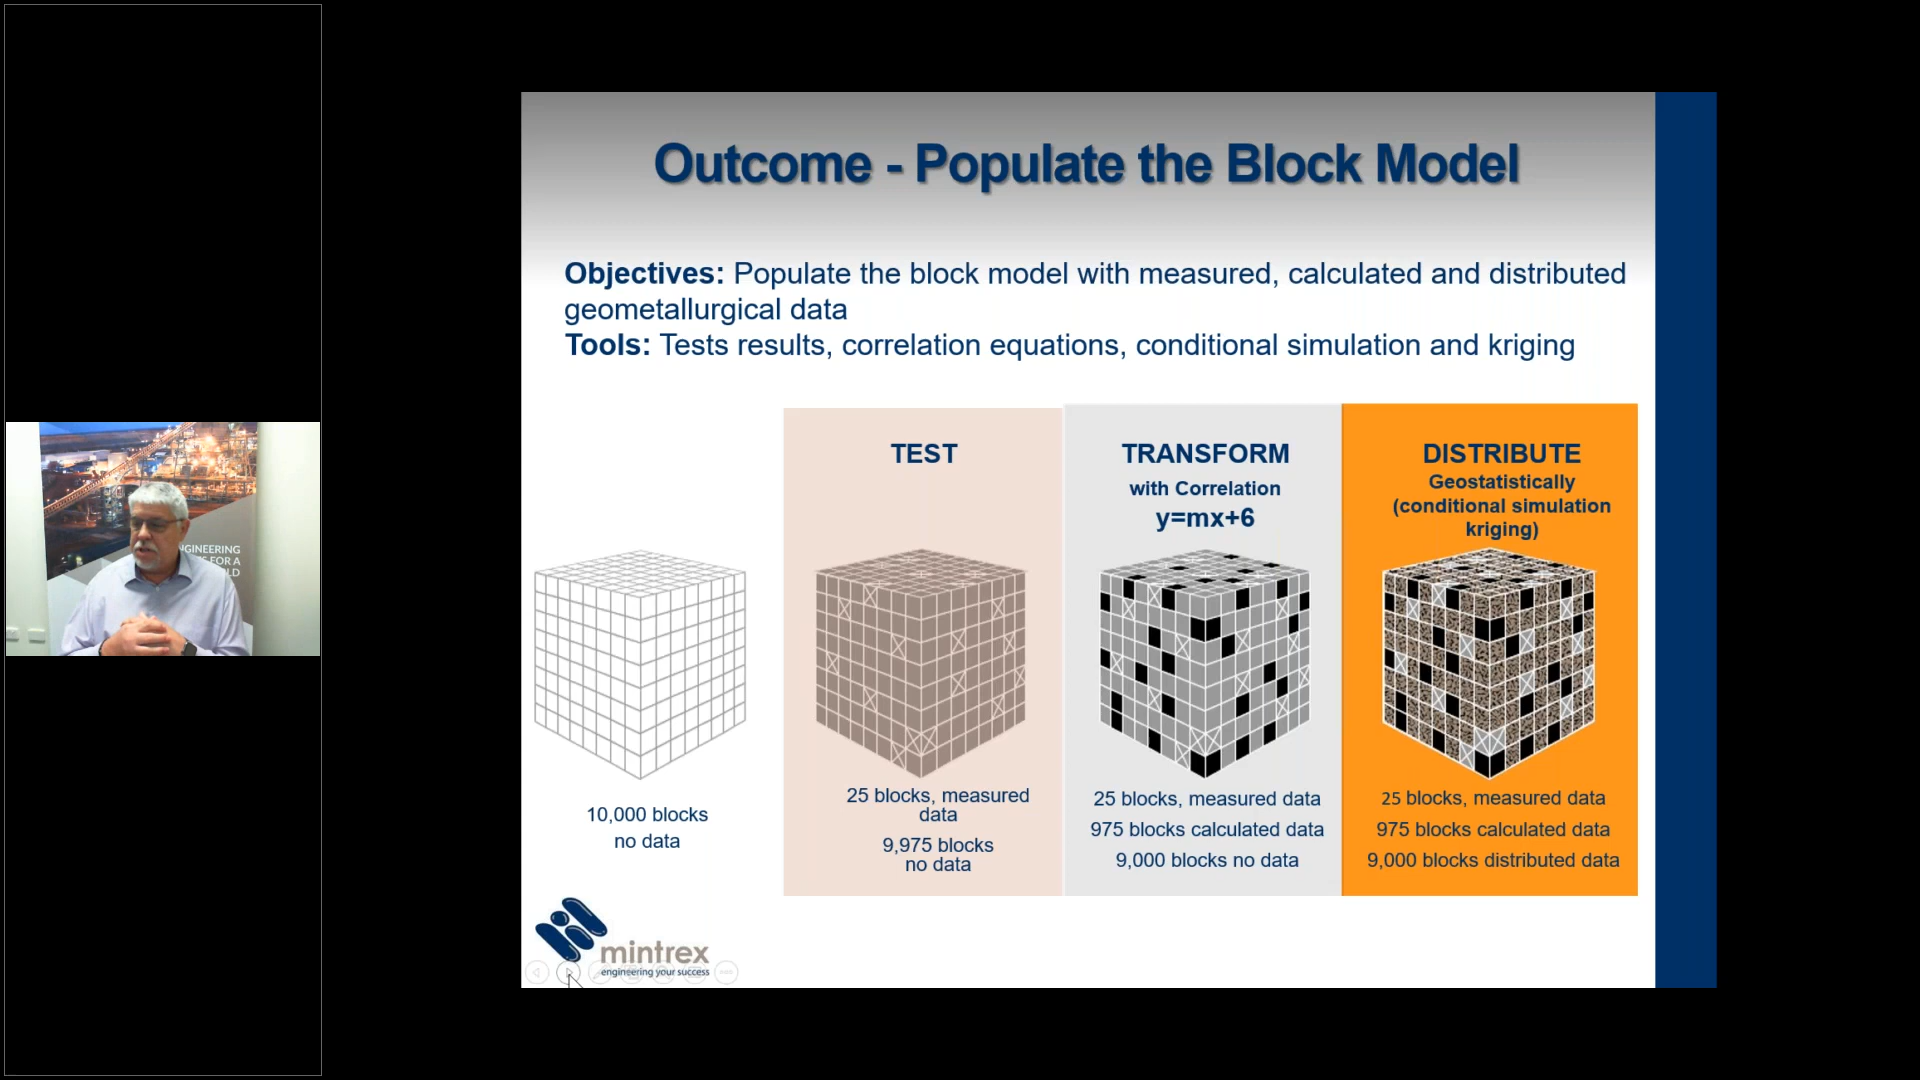 Outcome - Populate the Block Model
Objectives: Populate the block model with measured, calculated and distributed
geometallurgical data
Tools: Tests results, correlation equations, conditional simulation and kriging
10,000 blocks
no data
TEST
25 blocks, measured
data
9,975 blocks
no data
TRANSFORM
with Correlation
y=mx+6
25 blocks, measured data
975 blocks calculated data
9,000 blocks no data
DISTRIBUTE
Geostatistically
(conditional simulation
kriging)
25 blocks, measured data
975 blocks calculated data
9,000 blocks distributed data
mintrex
engineering your success
FOR A